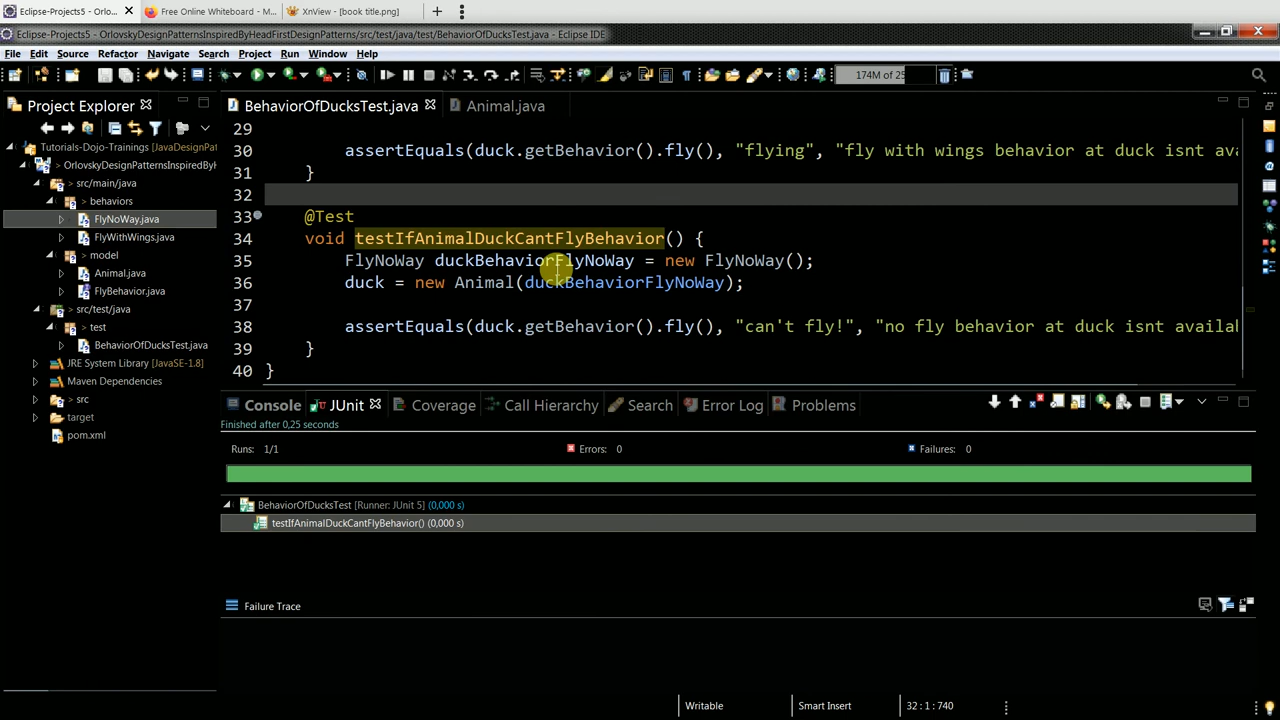 Eclipse-Projects5 - Orlo... Free Online Whiteboard - M... XnView - [book title.png]
Eclipse-Projects5 - OrlovskyDesignPatternsInspiredByHeadFirstDesignPatterns/src/test/java/test/BehaviorOfDucksTest.java - Eclipse IDE
File Edit Source Refactor Navigate Search Project Run Window Help
174M of 25
Project Explorer
BehaviorOfDucksTest.java Animal.java
Tutorials-Dojo-Trainings [JavaDesignPat
OrlovskyDesignPatternsInspiredByH
> src/main/java
> behaviors
FlyNoWay.java
FlyWithWings.java
> model
Animal.java
FlyBehavior.java
> src/test/java
> test
BehaviorOfDucksTest.java
JRE System Library [JavaSE-1.8]
Maven Dependencies
> src
target
pom.xml
29
30 assertEquals(duck.getBehavior().fly(), "flying", "fly with wings behavior at duck isnt ava
31 }
32
33 @Test
34 void testIfAnimalDuckCantFlyBehavior() {
35 FlyNoWay duckBehaviorFlyNoWay = new FlyNoWay();
36 duck = new Animal(duckBehaviorFlyNoWay);
37
38 assertEquals(duck.getBehavior().fly(), "can't fly!", "no fly behavior at duck isnt availab
39 }
40 }
Console JUnit Coverage Call Hierarchy Search Error Log Problems
Finished after 0,25 seconds
Runs: 1/1 Errors: 0 Failures: 0
BehaviorOfDucksTest [Runner: JUnit 5] (0,000 s)
testIfAnimalDuckCantFlyBehavior() (0,000 s)
Failure Trace
Writable Smart Insert 32 : 1 : 740